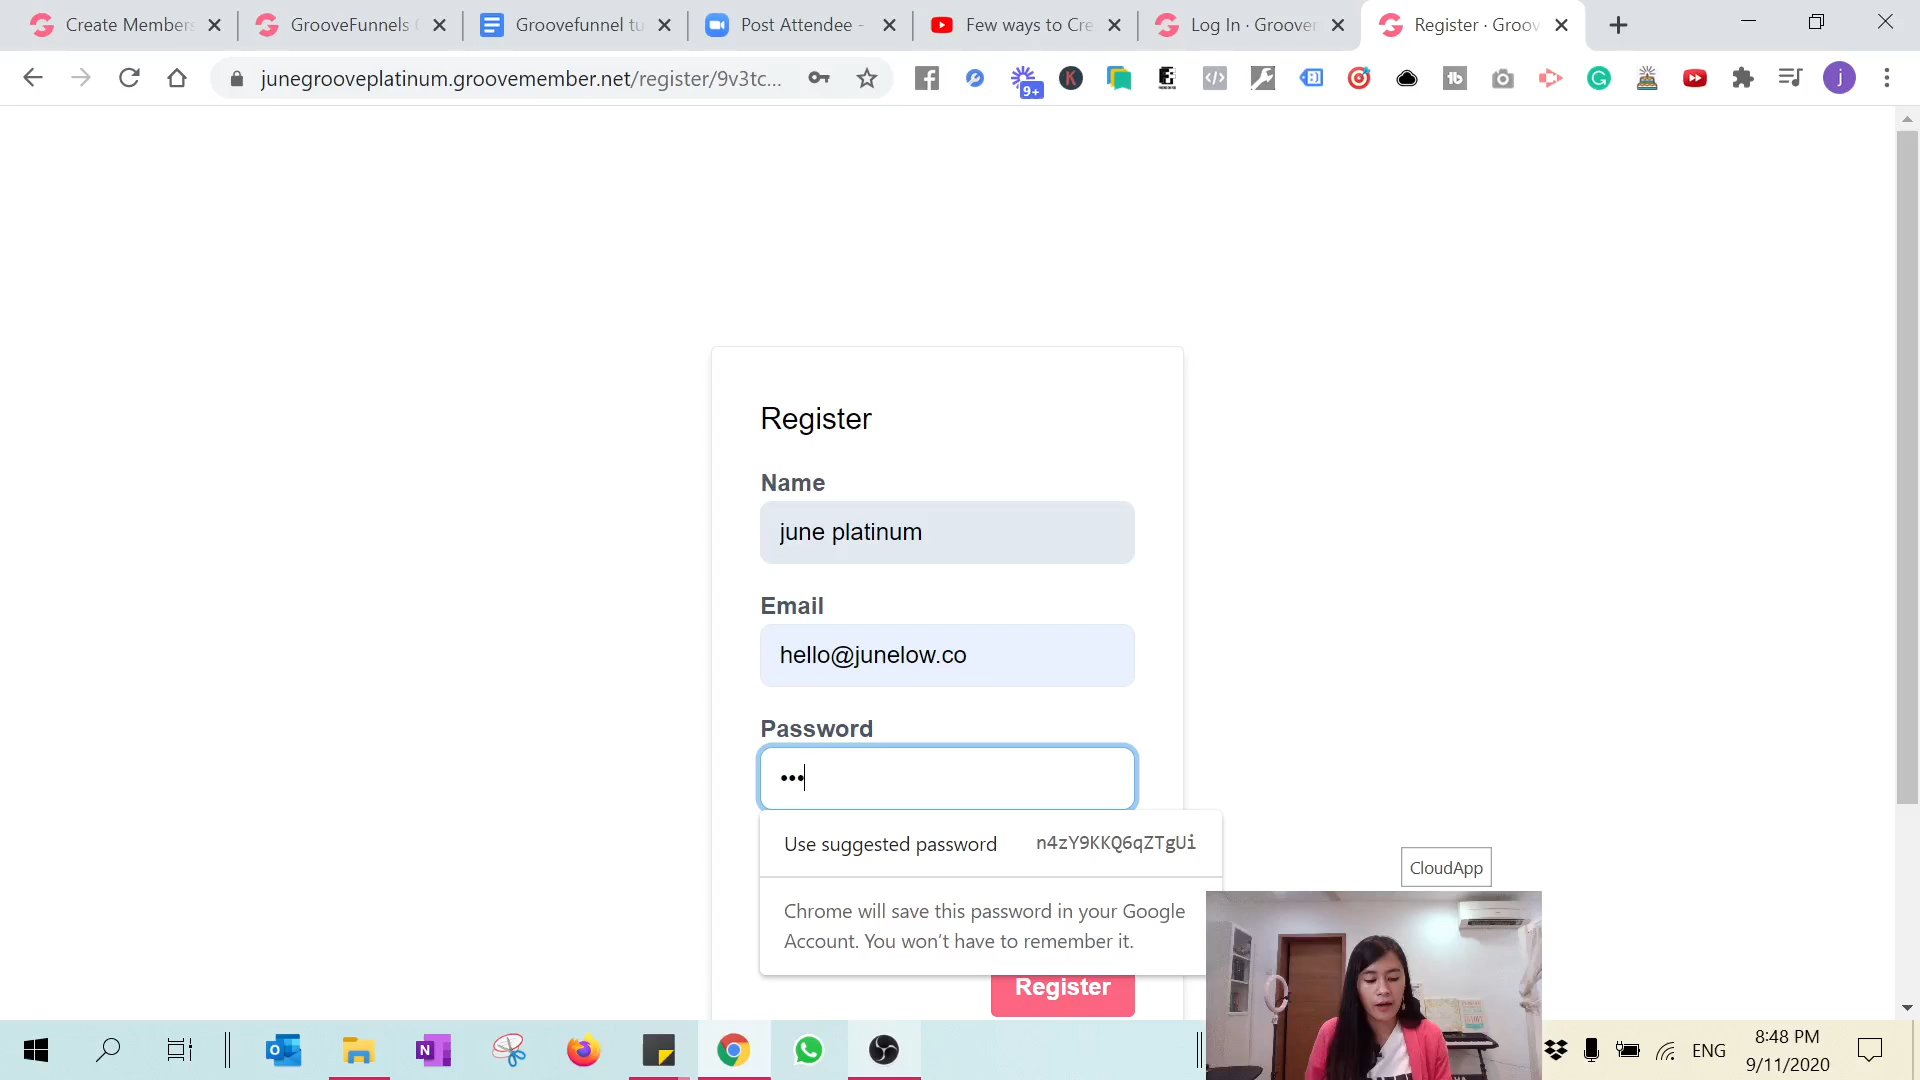 Create Members
GrooveFunnels
Groovefunnel tu
Post Attendee -
Few ways to Cre
Log In · Groover
Register · Groov
junegrooveplatinum.groovemember.net/register/9v3tc...
9+
Register
Name
june platinum
Email
hello@junelow.co
Password
•••
Use suggested password n4zY9KKQ6qZTgUi
Chrome will save this password in your Google
Account. You won't have to remember it.
Register
CloudApp
ENG
8:48 PM
9/11/2020